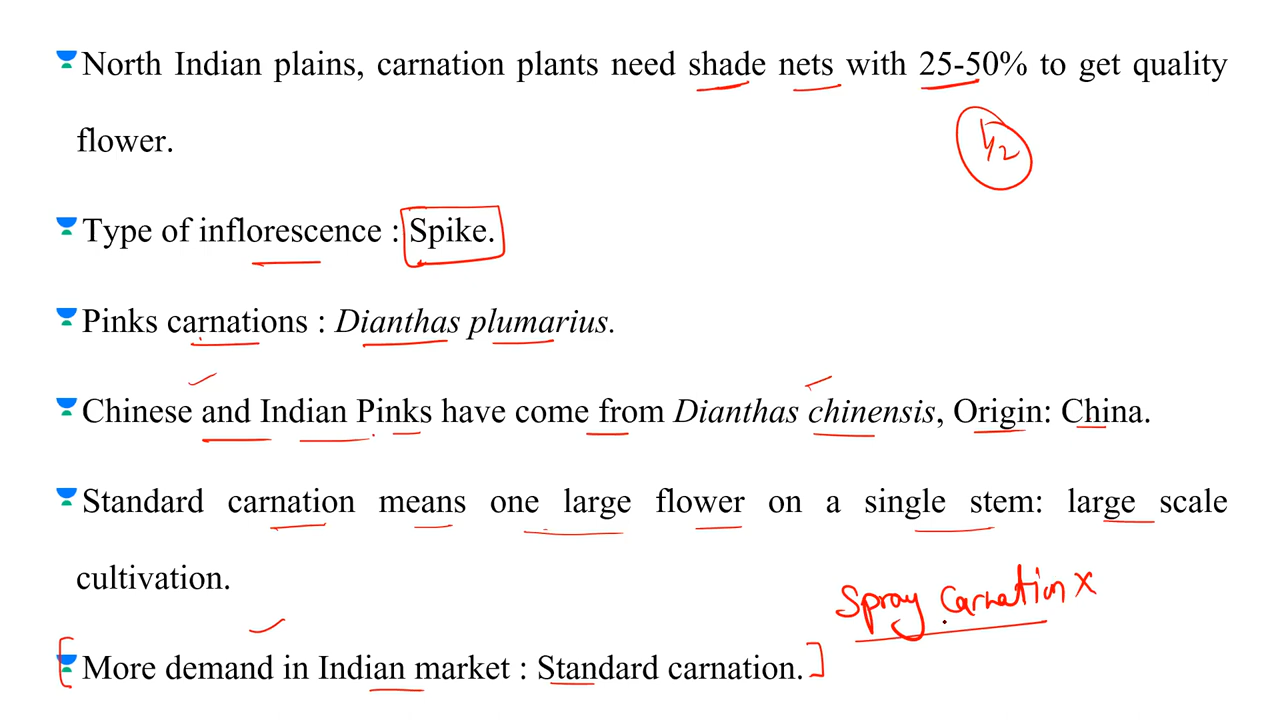 North Indian plains, carnation plants need shade nets with 25-50% to get quality
flower.
1/2
Type of inflorescence : Spike.
Pinks carnations : Dianthas plumarius.
Chinese and Indian Pinks have come from Dianthas chinensis, Origin: China.
Standard carnation means one large flower on a single stem: large scale
cultivation.
Spray Carnation x
[More demand in Indian market : Standard carnation.]